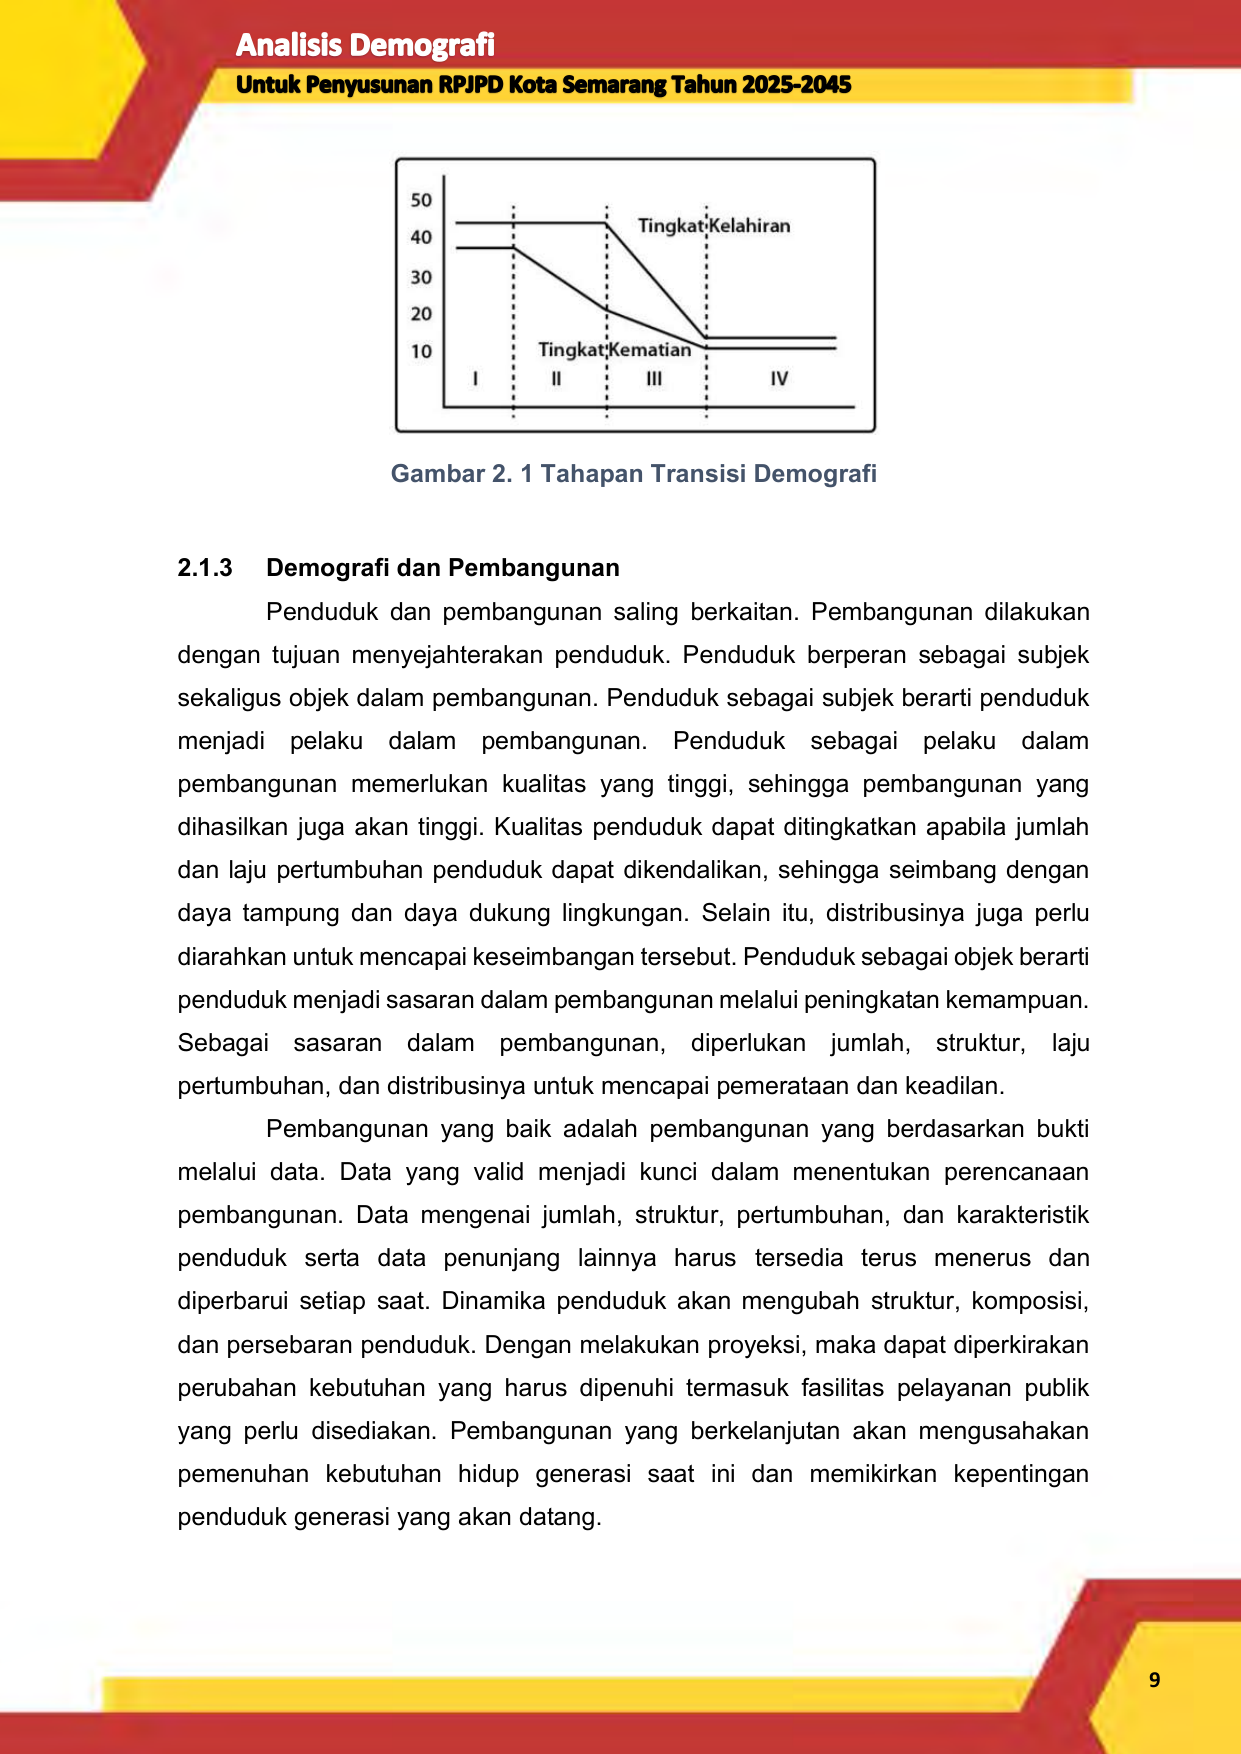 Analisis Demografi
Untuk Penyusunan RPJPD Kota Semarang Tahun 2025-2045
50
40
30
20
10
Tingkat Kelahiran
Tingkat Kematian
I
II
III
IV
Gambar 2. 1 Tahapan Transisi Demografi
2.1.3 Demografi dan Pembangunan
Penduduk dan pembangunan saling berkaitan. Pembangunan dilakukan
dengan tujuan menyejahterakan penduduk. Penduduk berperan sebagai subjek
sekaligus objek dalam pembangunan. Penduduk sebagai subjek berarti penduduk
menjadi pelaku dalam pembangunan. Penduduk sebagai pelaku dalam
pembangunan memerlukan kualitas yang tinggi, sehingga pembangunan yang
dihasilkan juga akan tinggi. Kualitas penduduk dapat ditingkatkan apabila jumlah
dan laju pertumbuhan penduduk dapat dikendalikan, sehingga seimbang dengan
daya tampung dan daya dukung lingkungan. Selain itu, distribusinya juga perlu
diarahkan untuk mencapai keseimbangan tersebut. Penduduk sebagai objek berarti
penduduk menjadi sasaran dalam pembangunan melalui peningkatan kemampuan.
Sebagai sasaran dalam pembangunan, diperlukan jumlah, struktur, laju
pertumbuhan, dan distribusinya untuk mencapai pemerataan dan keadilan.
Pembangunan yang baik adalah pembangunan yang berdasarkan bukti
melalui data. Data yang valid menjadi kunci dalam menentukan perencanaan
pembangunan. Data mengenai jumlah, struktur, pertumbuhan, dan karakteristik
penduduk serta data penunjang lainnya harus tersedia terus menerus dan
diperbarui setiap saat. Dinamika penduduk akan mengubah struktur, komposisi,
dan persebaran penduduk. Dengan melakukan proyeksi, maka dapat diperkirakan
perubahan kebutuhan yang harus dipenuhi termasuk fasilitas pelayanan publik
yang perlu disediakan. Pembangunan yang berkelanjutan akan mengusahakan
pemenuhan kebutuhan hidup generasi saat ini dan memikirkan kepentingan
penduduk generasi yang akan datang.
9